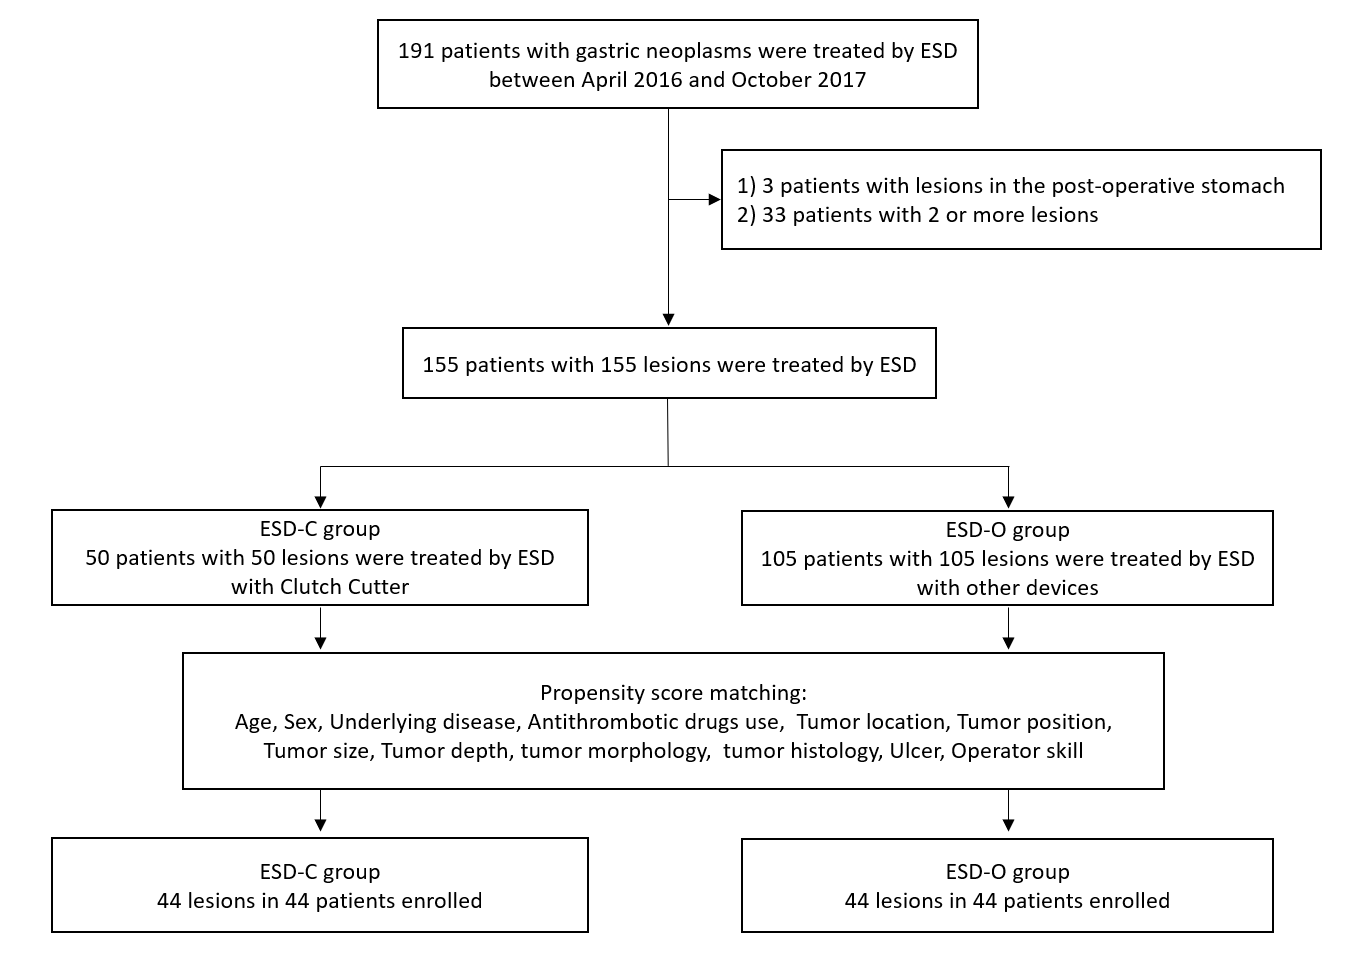 191 patients with gastric neoplasms were treated by ESD
between April 2016 and October 2017
1) 3 patients with lesions in the post-operative stomach
2) 33 patients with 2 or more lesions
155 patients with 155 lesions were treated by ESD
ESD-C group
50 patients with 50 lesions were treated by ESD
with Clutch Cutter
ESD-O group
105 patients with 105 lesions were treated by ESD
with other devices
Propensity score matching:
Age, Sex, Underlying disease, Antithrombotic drugs use,  Tumor location, Tumor position,
Tumor size, Tumor depth, tumor morphology,  tumor histology, Ulcer, Operator skill
ESD-C group
44 lesions in 44 patients enrolled
ESD-O group
44 lesions in 44 patients enrolled